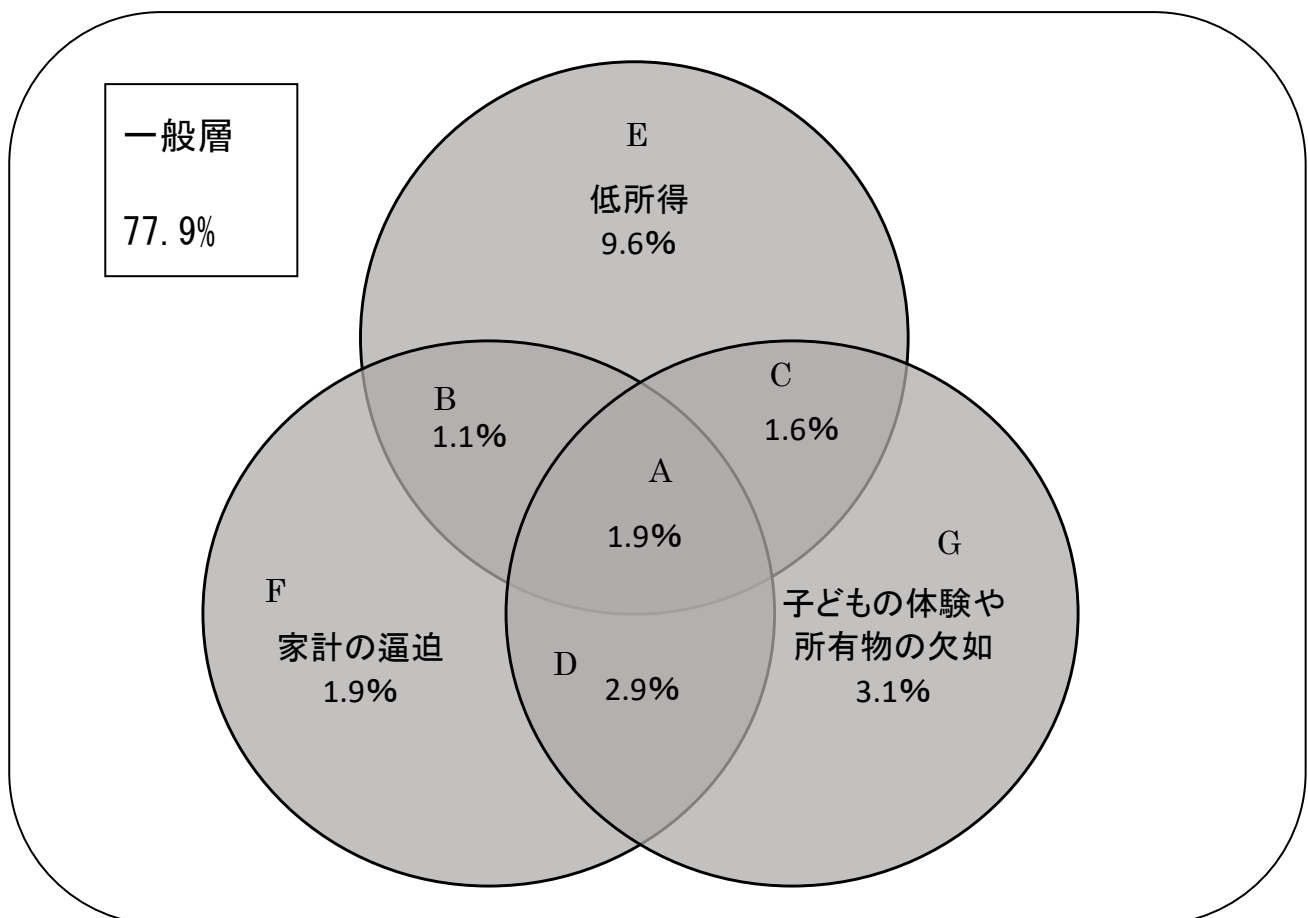 一般層
77.9%
E
低所得
9.6%
B
1.1%
C
1.6%
A
1.9%
F
家計の逼迫
1.9%
D
2.9%
G
子どもの体験や
所有物の欠如
3.1%